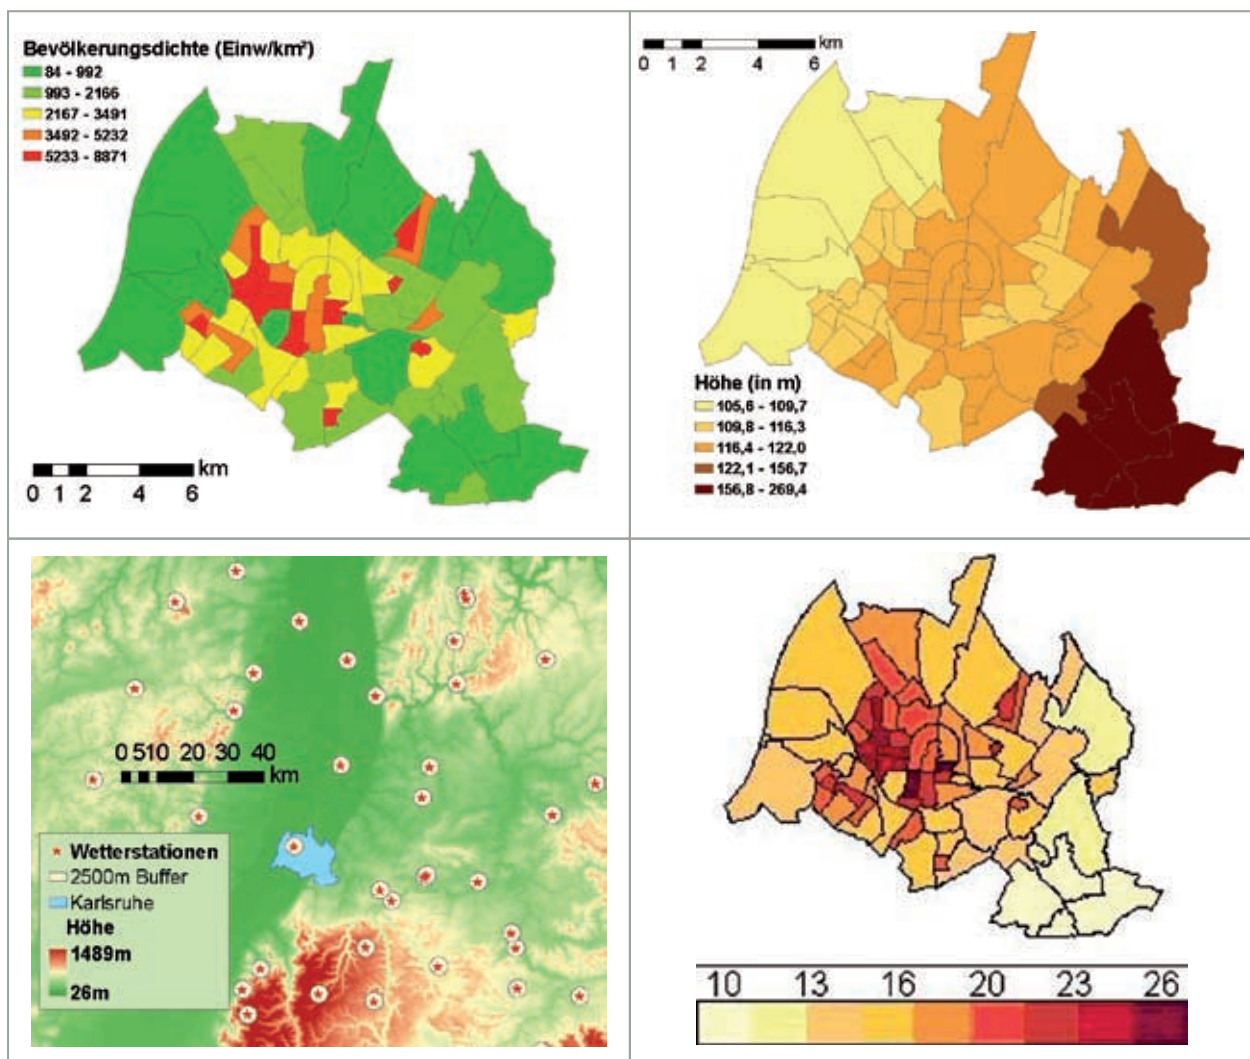 Bevölkerungsdichte (Einw/km²)
84 - 992
993 - 2166
2167 - 3491
3492 - 5232
5233 - 8871
km
0 1 2 4 6
km
0 1 2 4 6
Höhe (in m)
105,6 - 109,7
109,8 - 116,3
116,4 - 122,0
122,1 - 156,7
156,8 - 269,4
0 5 10 20 30 40
km
Wetterstationen
2500m Buffer
Karlsruhe
Höhe
1489m
26m
10 13 16 20 23 26